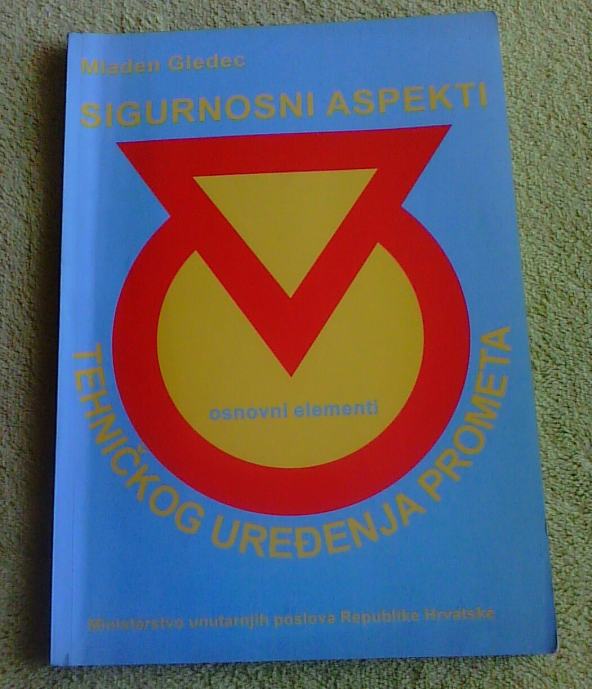 Mladen Gledec
SIGURNOSNI ASPEKTI
TEHNIČKOG UREĐENJA PROMETA
osnovni elementi
Ministarstvo unutarnjih poslova Republike Hrvatske